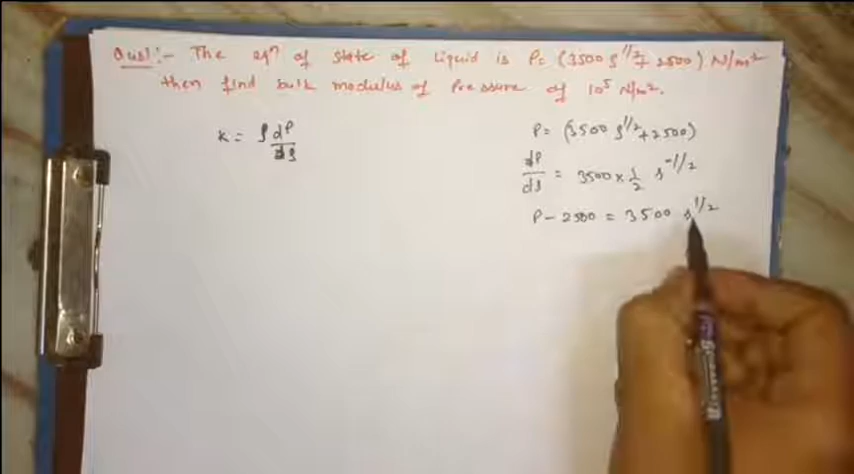 Qus1:- The eqn of state of Liquid is P= (3500 ρ^1/2 + 2500) N/m²
then find bulk modulus of Pressure of 10⁵ N/m².
K = ρ dP/dρ
P= (3500 ρ^1/2 + 2500)
dP/dρ = 3500 × 1/2 ρ^-1/2
P - 2500 = 3500 ρ^1/2